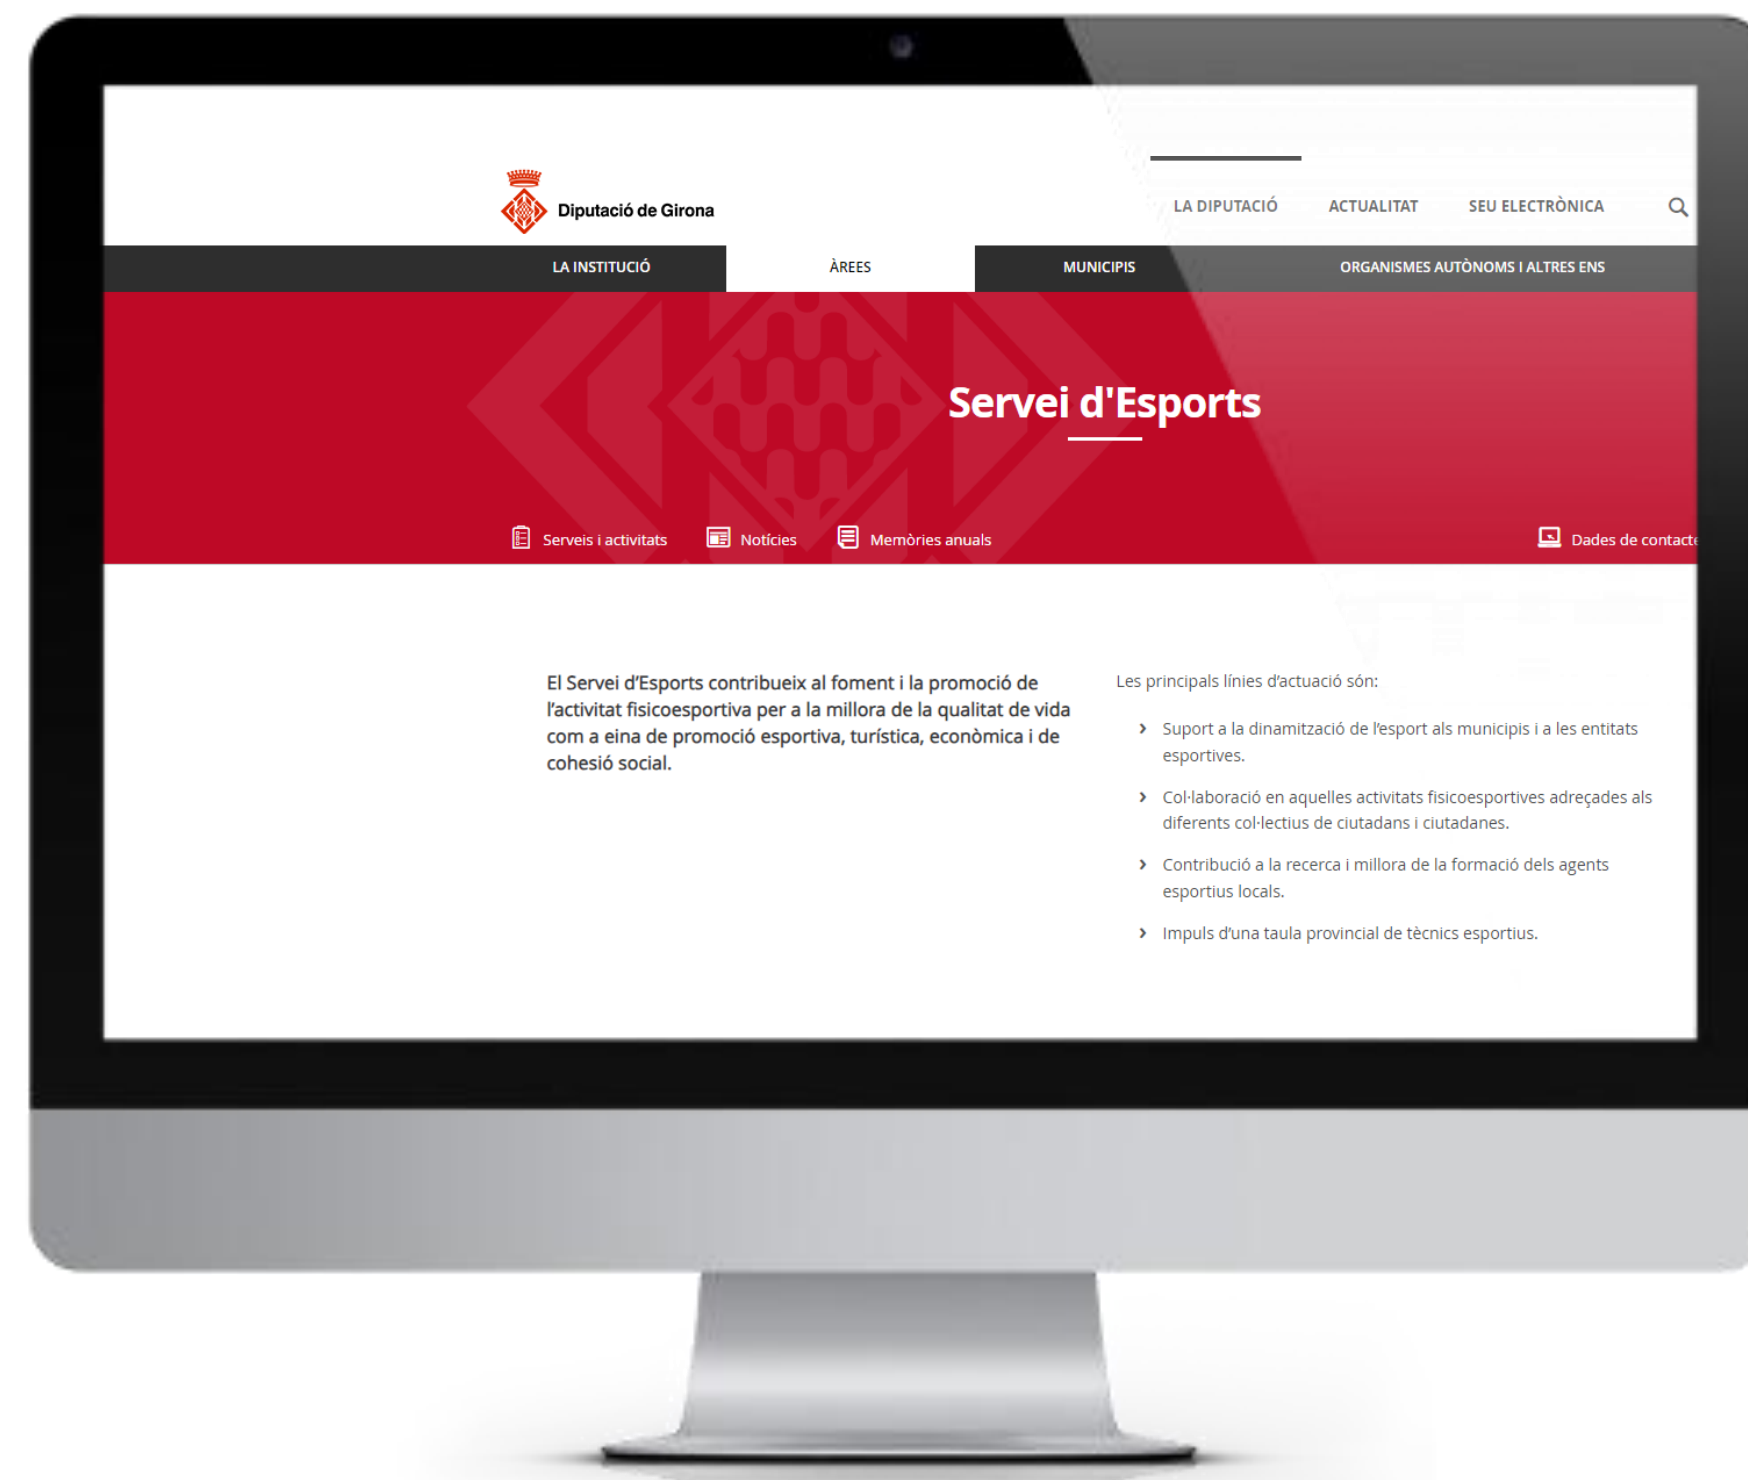 Diputació de Girona
LA DIPUTACIÓ ACTUALITAT SEU ELECTRÒNICA
LA INSTITUCIÓ ÀREES MUNICIPIS ORGANISMES AUTÒNOMS I ALTRES ENS
Servei d'Esports
Serveis i activitats Notícies Memòries anuals Dades de contacte
El Servei d’Esports contribueix al foment i la promoció de
l’activitat fisicoesportiva per a la millora de la qualitat de vida
com a eina de promoció esportiva, turística, econòmica i de
cohesió social.
Les principals línies d’actuació són:
› Suport a la dinamització de l’esport als municipis i a les entitats
esportives.
› Col·laboració en aquelles activitats fisicoesportives adreçades als
diferents col·lectius de ciutadans i ciutadanes.
› Contribució a la recerca i millora de la formació dels agents
esportius locals.
› Impuls d’una taula provincial de tècnics esportius.